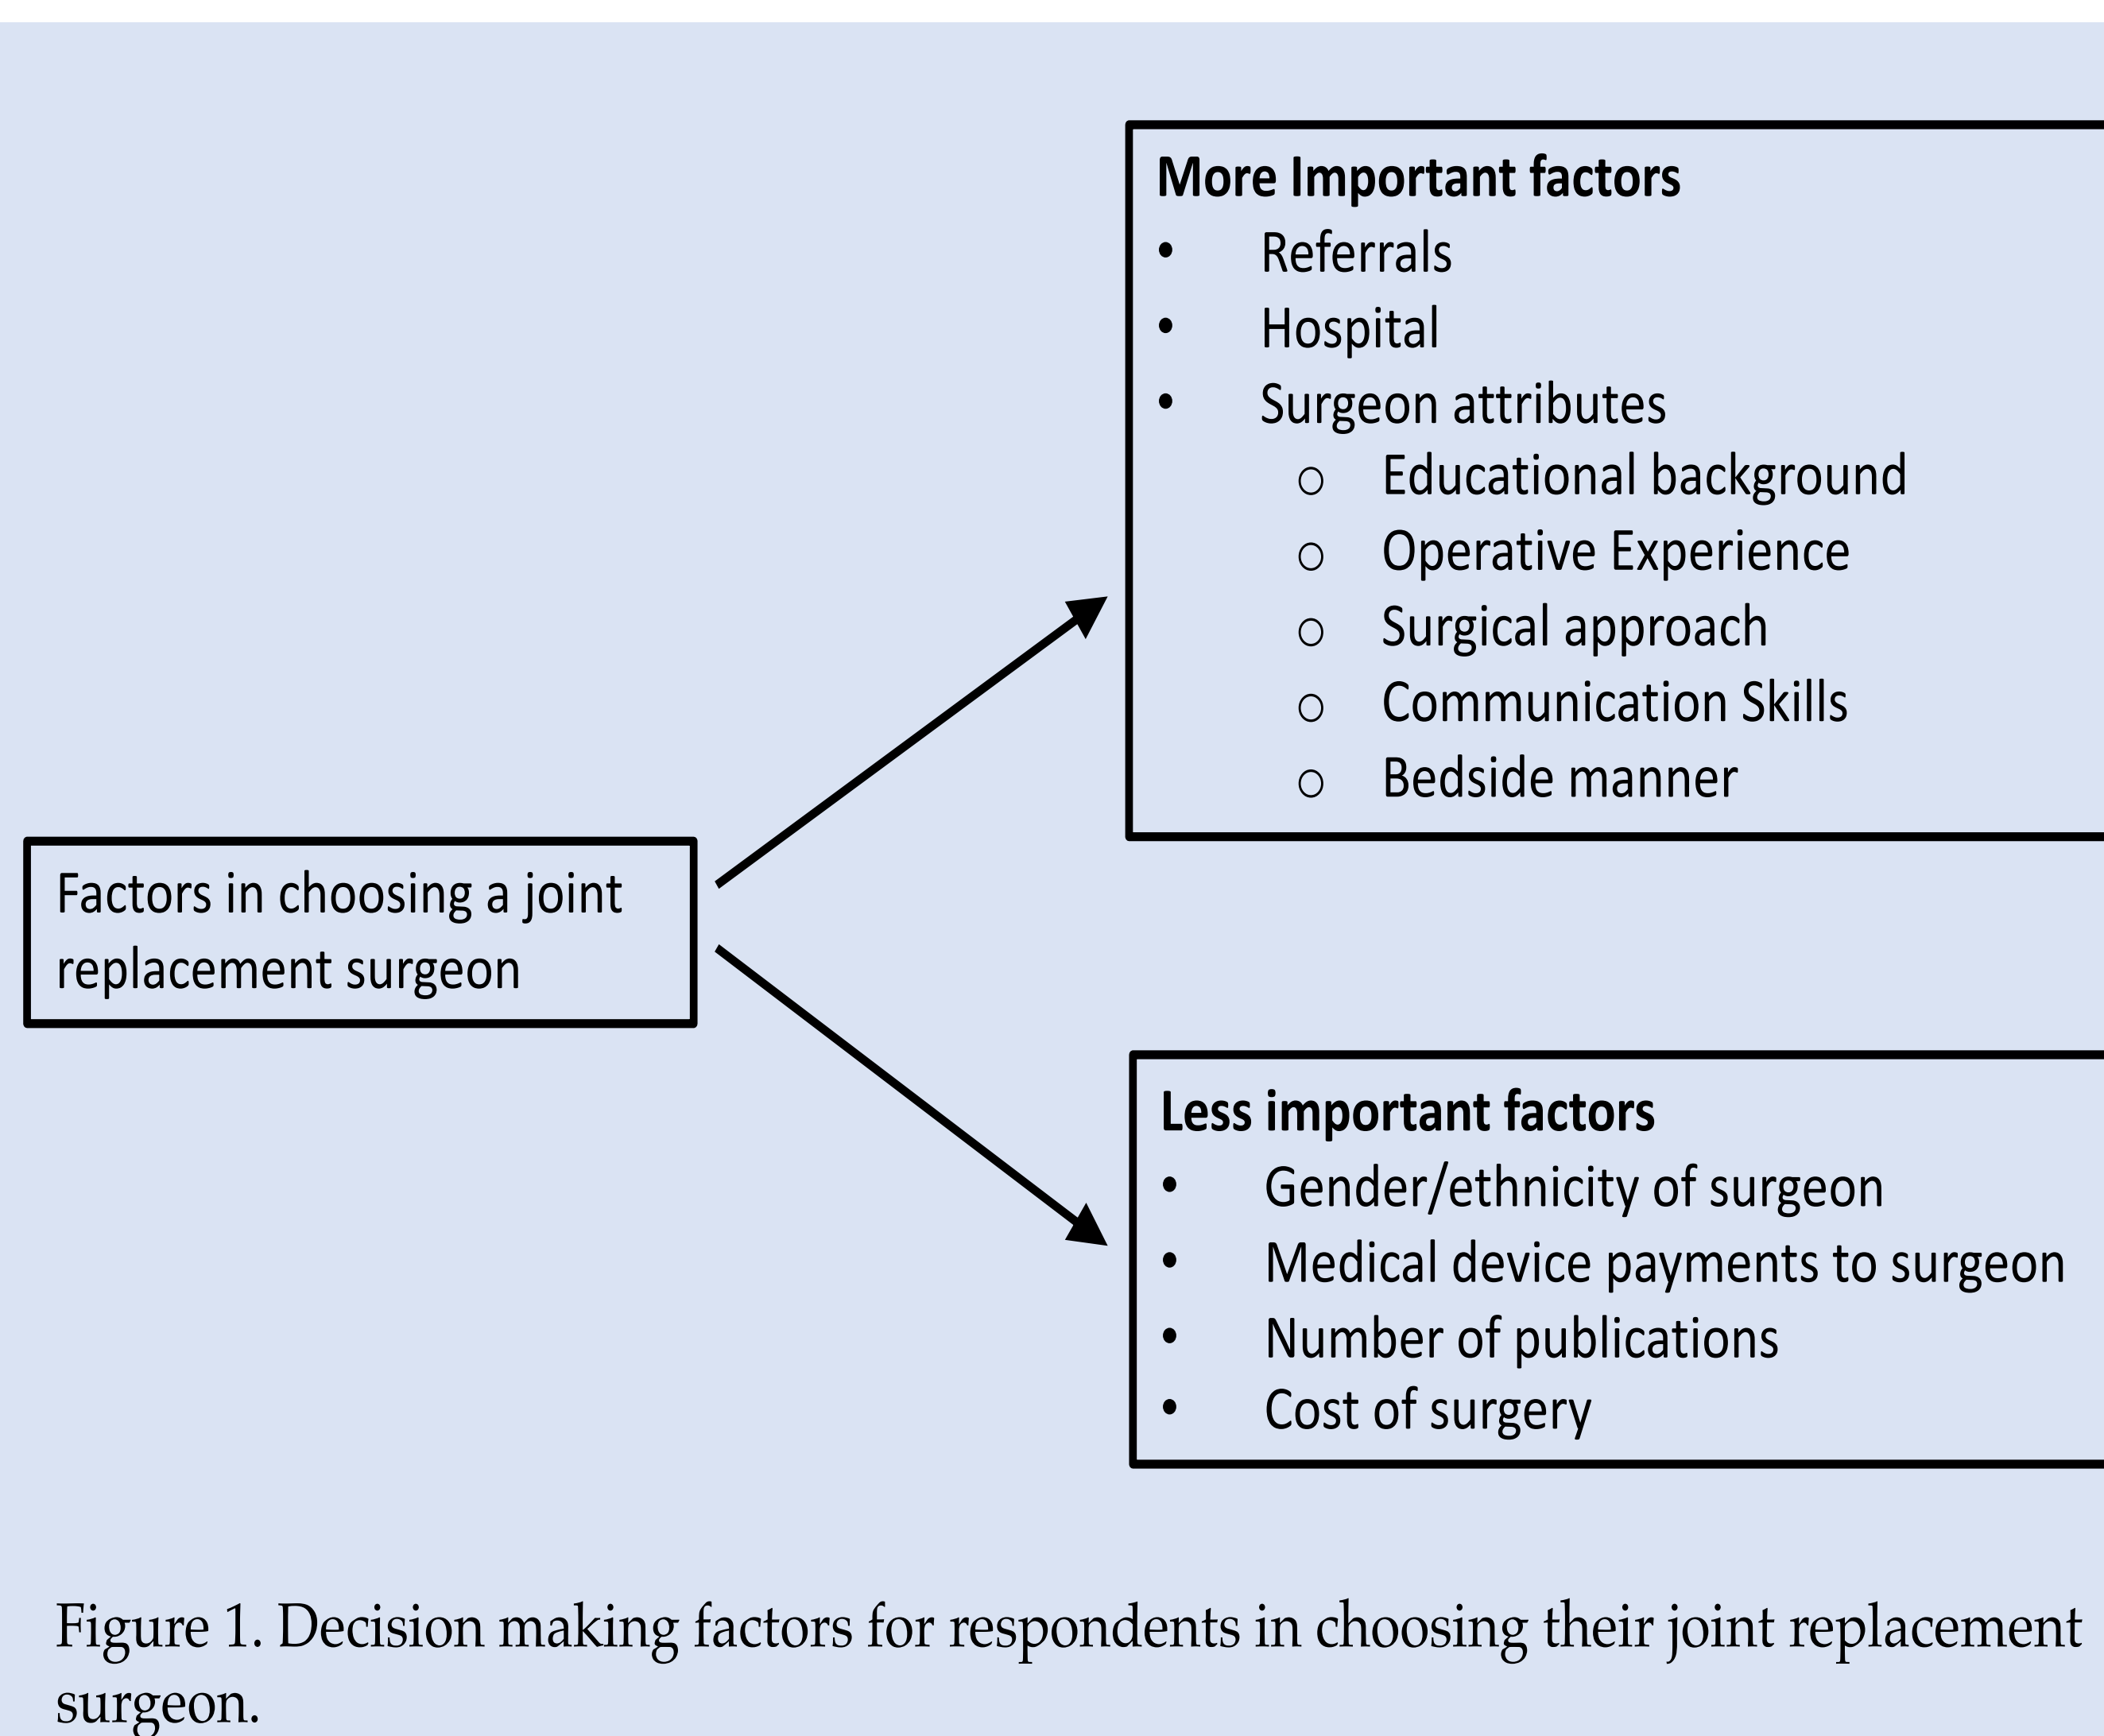 More Important factors
• Referrals
• Hospital
• Surgeon attributes
○ Educational background
○ Operative Experience
○ Surgical approach
○ Communication Skills
○ Bedside manner
Factors in choosing a joint
replacement surgeon
Less important factors
• Gender/ethnicity of surgeon
• Medical device payments to surgeon
• Number of publications
• Cost of surgery
Figure 1. Decision making factors for respondents in choosing their joint replacement
surgeon.